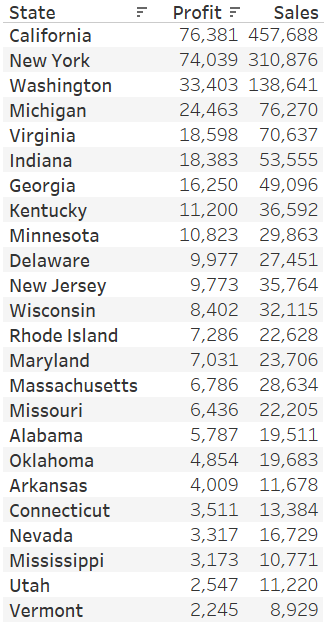 State Profit Sales
California 76,381 457,688
New York 74,039 310,876
Washington 33,403 138,641
Michigan 24,463 76,270
Virginia 18,598 70,637
Indiana 18,383 53,555
Georgia 16,250 49,096
Kentucky 11,200 36,592
Minnesota 10,823 29,863
Delaware 9,977 27,451
New Jersey 9,773 35,764
Wisconsin 8,402 32,115
Rhode Island 7,286 22,628
Maryland 7,031 23,706
Massachusetts 6,786 28,634
Missouri 6,436 22,205
Alabama 5,787 19,511
Oklahoma 4,854 19,683
Arkansas 4,009 11,678
Connecticut 3,511 13,384
Nevada 3,317 16,729
Mississippi 3,173 10,771
Utah 2,547 11,220
Vermont 2,245 8,929